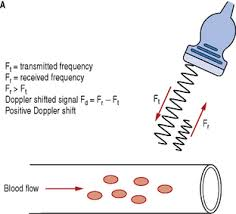 A
Ft = transmitted frequency
Fr = received frequency
Fr > Ft
Doppler shifted signal Fd = Fr − Ft
Positive Doppler shift
Ft
Fr
Blood flow